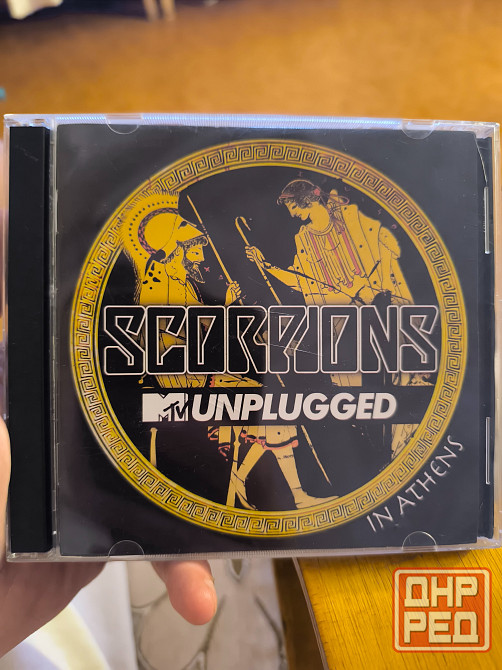 SCORPIONS
MTV UNPLUGGED
IN ATHENS
ДНР
РЕД